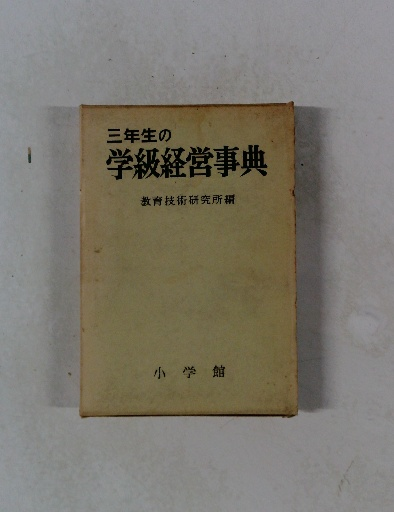 三年生の
学級経営事典
教育技術研究所編
小学館